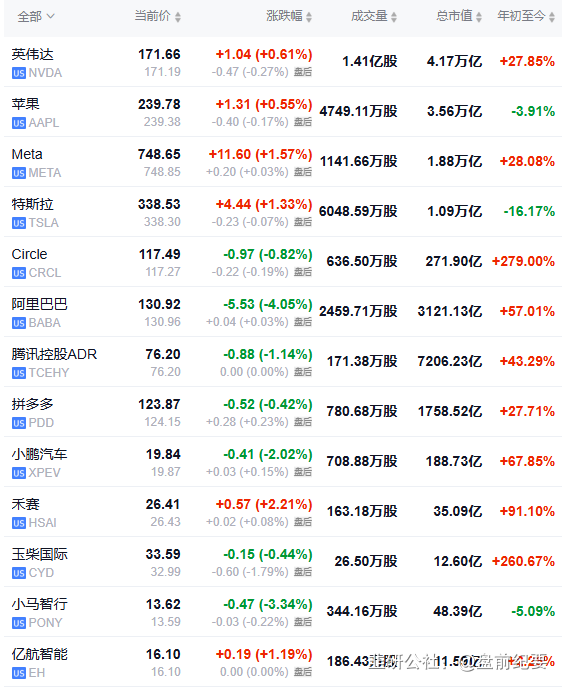 全部 当前价 涨跌幅 成交量 总市值 年初至今
英伟达 171.66 +1.04 (+0.61%) 1.41亿股 4.17万亿 +27.85%
US NVDA 171.19 -0.47 (-0.27%) 盘后
苹果 239.78 +1.31 (+0.55%) 4749.11万股 3.56万亿 -3.91%
US AAPL 239.38 -0.40 (-0.17%) 盘后
Meta 748.65 +11.60 (+1.57%) 1141.66万股 1.88万亿 +28.08%
US META 748.85 +0.20 (+0.03%) 盘后
特斯拉 338.53 +4.44 (+1.33%) 6048.59万股 1.09万亿 -16.17%
US TSLA 338.30 -0.23 (-0.07%) 盘后
Circle 117.49 -0.97 (-0.82%) 636.50万股 271.90亿 +279.00%
US CRCL 117.27 -0.22 (-0.19%) 盘后
阿里巴巴 130.92 -5.53 (-4.05%) 2459.71万股 3121.13亿 +57.01%
US BABA 130.96 +0.04 (+0.03%) 盘后
腾讯控股ADR 76.20 -0.88 (-1.14%) 171.38万股 7206.23亿 +43.29%
US TCEHY 76.20 0.00 (0.00%) 盘后
拼多多 123.87 -0.52 (-0.42%) 780.68万股 1758.52亿 +27.71%
US PDD 124.15 +0.28 (+0.23%) 盘后
小鹏汽车 19.84 -0.41 (-2.02%) 708.88万股 188.73亿 +67.85%
US XPEV 19.87 +0.03 (+0.15%) 盘后
禾赛 26.41 +0.57 (+2.21%) 163.18万股 35.09亿 +91.10%
US HSAI 26.43 +0.02 (+0.08%) 盘后
玉柴国际 33.59 -0.15 (-0.44%) 26.50万股 12.60亿 +260.67%
US CYD 32.99 -0.60 (-1.79%) 盘后
小马智行 13.62 -0.47 (-3.34%) 344.16万股 48.39亿 -5.09%
US PONY 13.59 -0.03 (-0.22%) 盘后
亿航智能 16.10 +0.19 (+1.19%) 186.43万股
US EH 16.10 0.00 (0.00%) 盘后
韭研公社 @盘前纪要